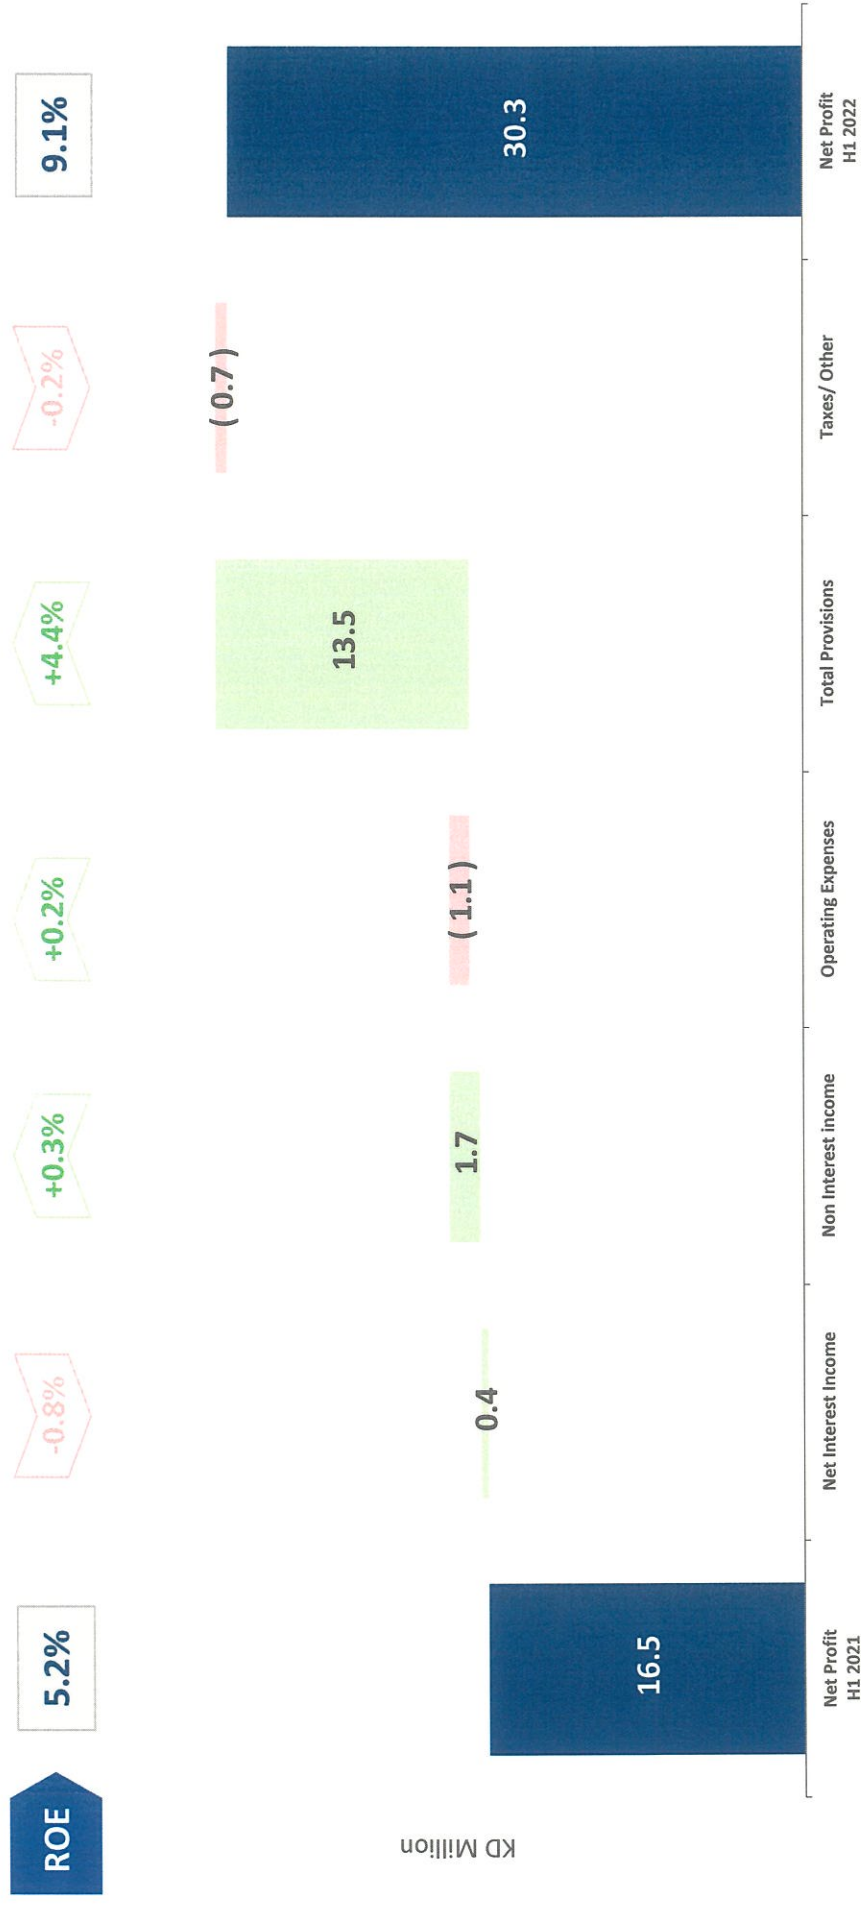 ROE
5.2%
-0.8%
+0.3%
+0.2%
+4.4%
-0.2%
9.1%
KD Million
16.5
0.4
1.7
( 1.1 )
13.5
( 0.7 )
30.3
Net Profit
H1 2021
Net Interest Income
Non Interest income
Operating Expenses
Total Provisions
Taxes/ Other
Net Profit
H1 2022